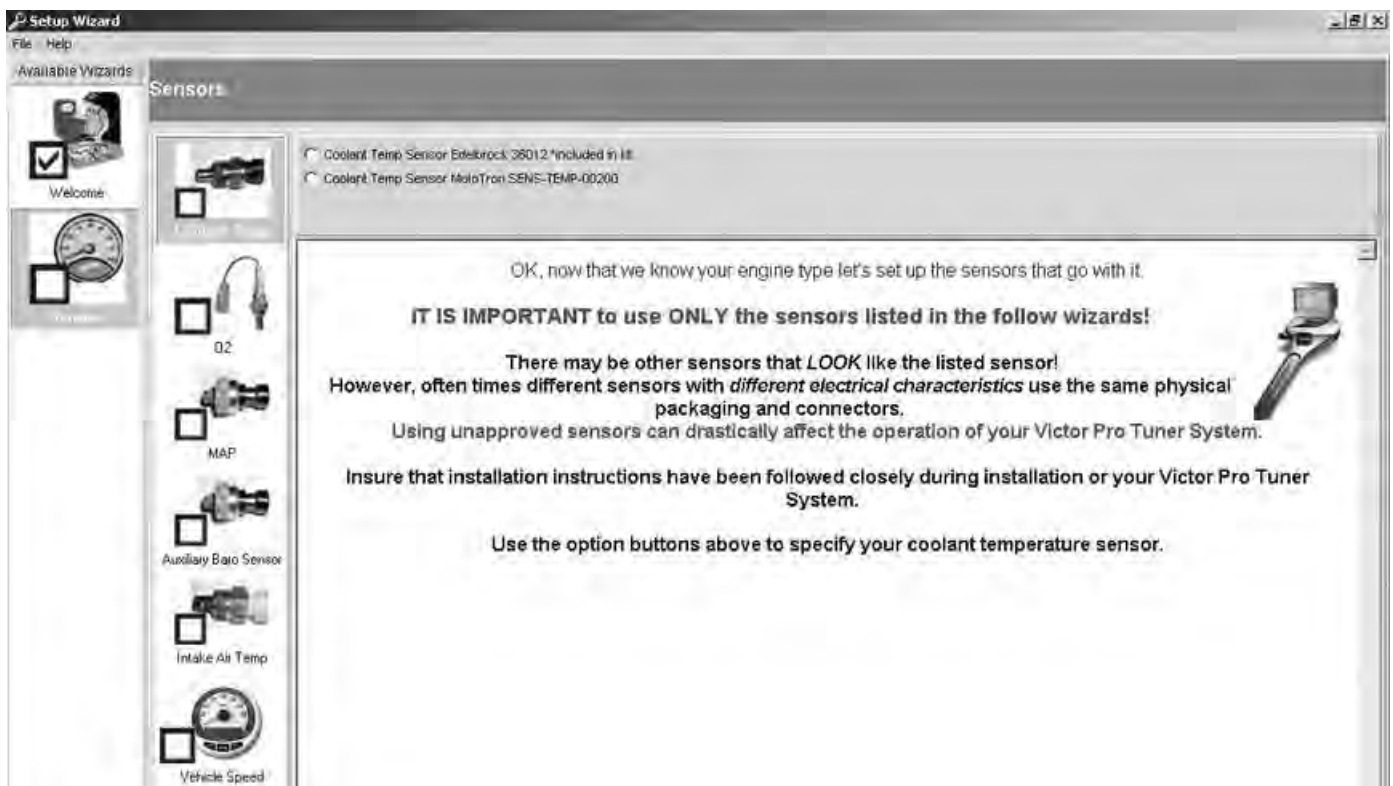 Setup Wizard
File Help
Available Wizards
Welcome
Sensors
O2
MAP
Auxiliary Baro Sensor
Intake Air Temp
Vehicle Speed
Coolant Temp Sensor Edelbrock 36012 *included in kit
Coolant Temp Sensor MoloTron SENS-TEMP-00200
OK, now that we know your engine type let's set up the sensors that go with it.
IT IS IMPORTANT to use ONLY the sensors listed in the follow wizards!
There may be other sensors that LOOK like the listed sensor!
However, often times different sensors with different electrical characteristics use the same physical
packaging and connectors.
Using unapproved sensors can drastically affect the operation of your Victor Pro Tuner System.
Insure that installation instructions have been followed closely during installation or your Victor Pro Tuner
System.
Use the option buttons above to specify your coolant temperature sensor.